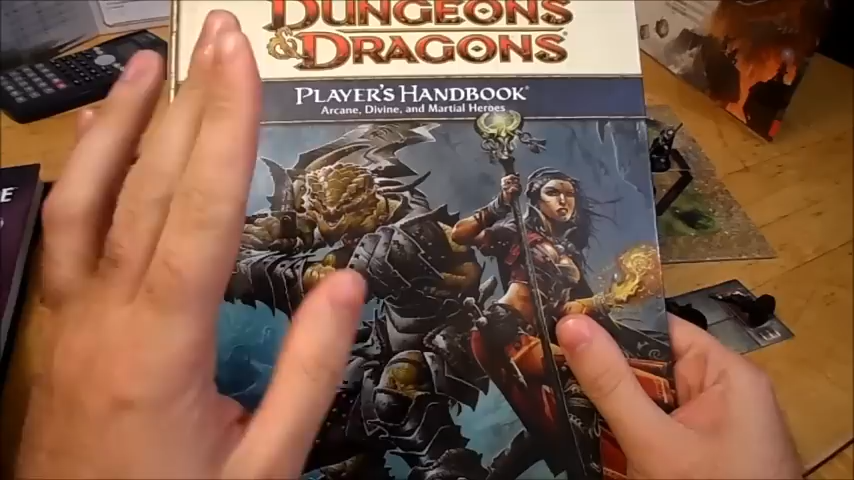 DUNGEONS
& DRAGONS
PLAYER'S HANDBOOK®
Arcane, Divine, and Martial Heroes